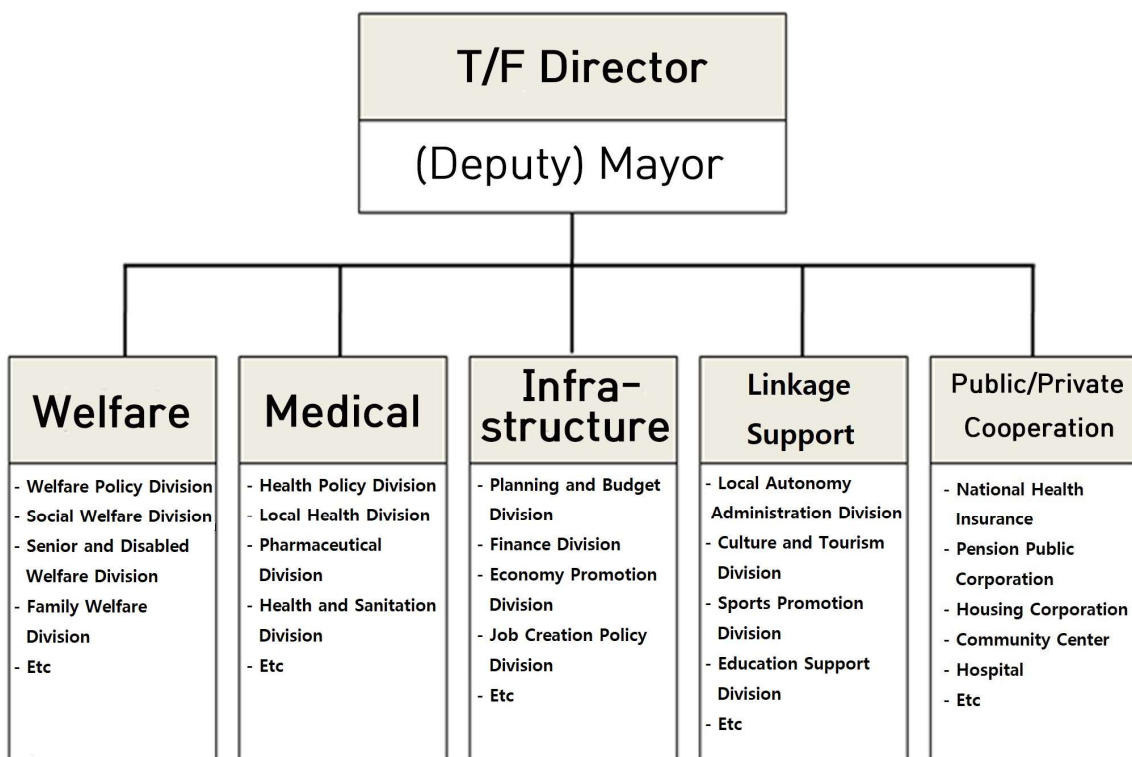 T/F Director
(Deputy) Mayor
Welfare
- Welfare Policy Division
- Social Welfare Division
- Senior and Disabled
Welfare Division
- Family Welfare
Division
- Etc
Medical
- Health Policy Division
- Local Health Division
- Pharmaceutical
Division
- Health and Sanitation
Division
- Etc
Infra-
structure
- Planning and Budget
Division
- Finance Division
- Economy Promotion
Division
- Job Creation Policy
Division
- Etc
Linkage
Support
- Local Autonomy
Administration Division
- Culture and Tourism
Division
- Sports Promotion
Division
- Education Support
Division
- Etc
Public/Private
Cooperation
- National Health
Insurance
- Pension Public
Corporation
- Housing Corporation
- Community Center
- Hospital
- Etc